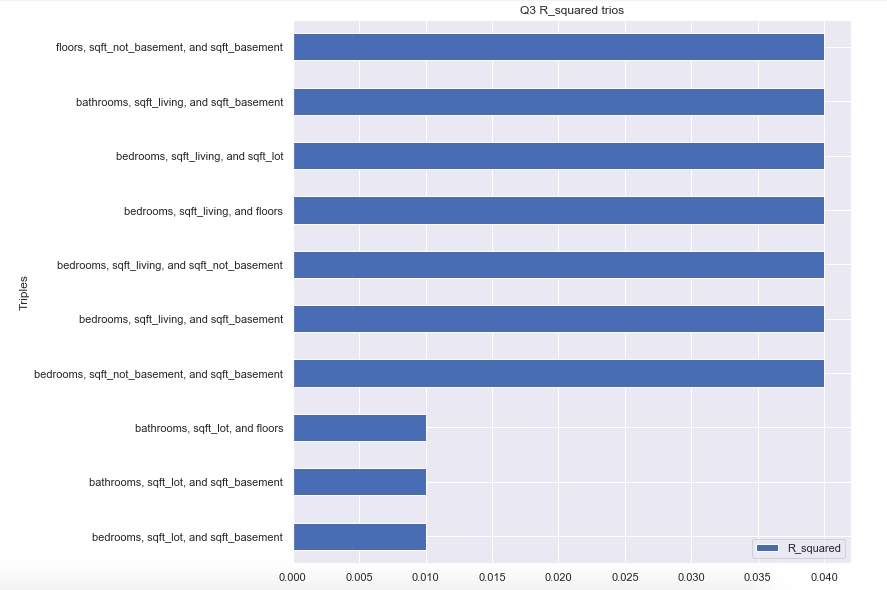 Q3 R_squared trios
floors, sqft_not_basement, and sqft_basement
bathrooms, sqft_living, and sqft_basement
bedrooms, sqft_living, and sqft_lot
bedrooms, sqft_living, and floors
bedrooms, sqft_living, and sqft_not_basement
bedrooms, sqft_living, and sqft_basement
bedrooms, sqft_not_basement, and sqft_basement
bathrooms, sqft_lot, and floors
bathrooms, sqft_lot, and sqft_basement
bedrooms, sqft_lot, and sqft_basement
Triples
R_squared
0.000 0.005 0.010 0.015 0.020 0.025 0.030 0.035 0.040